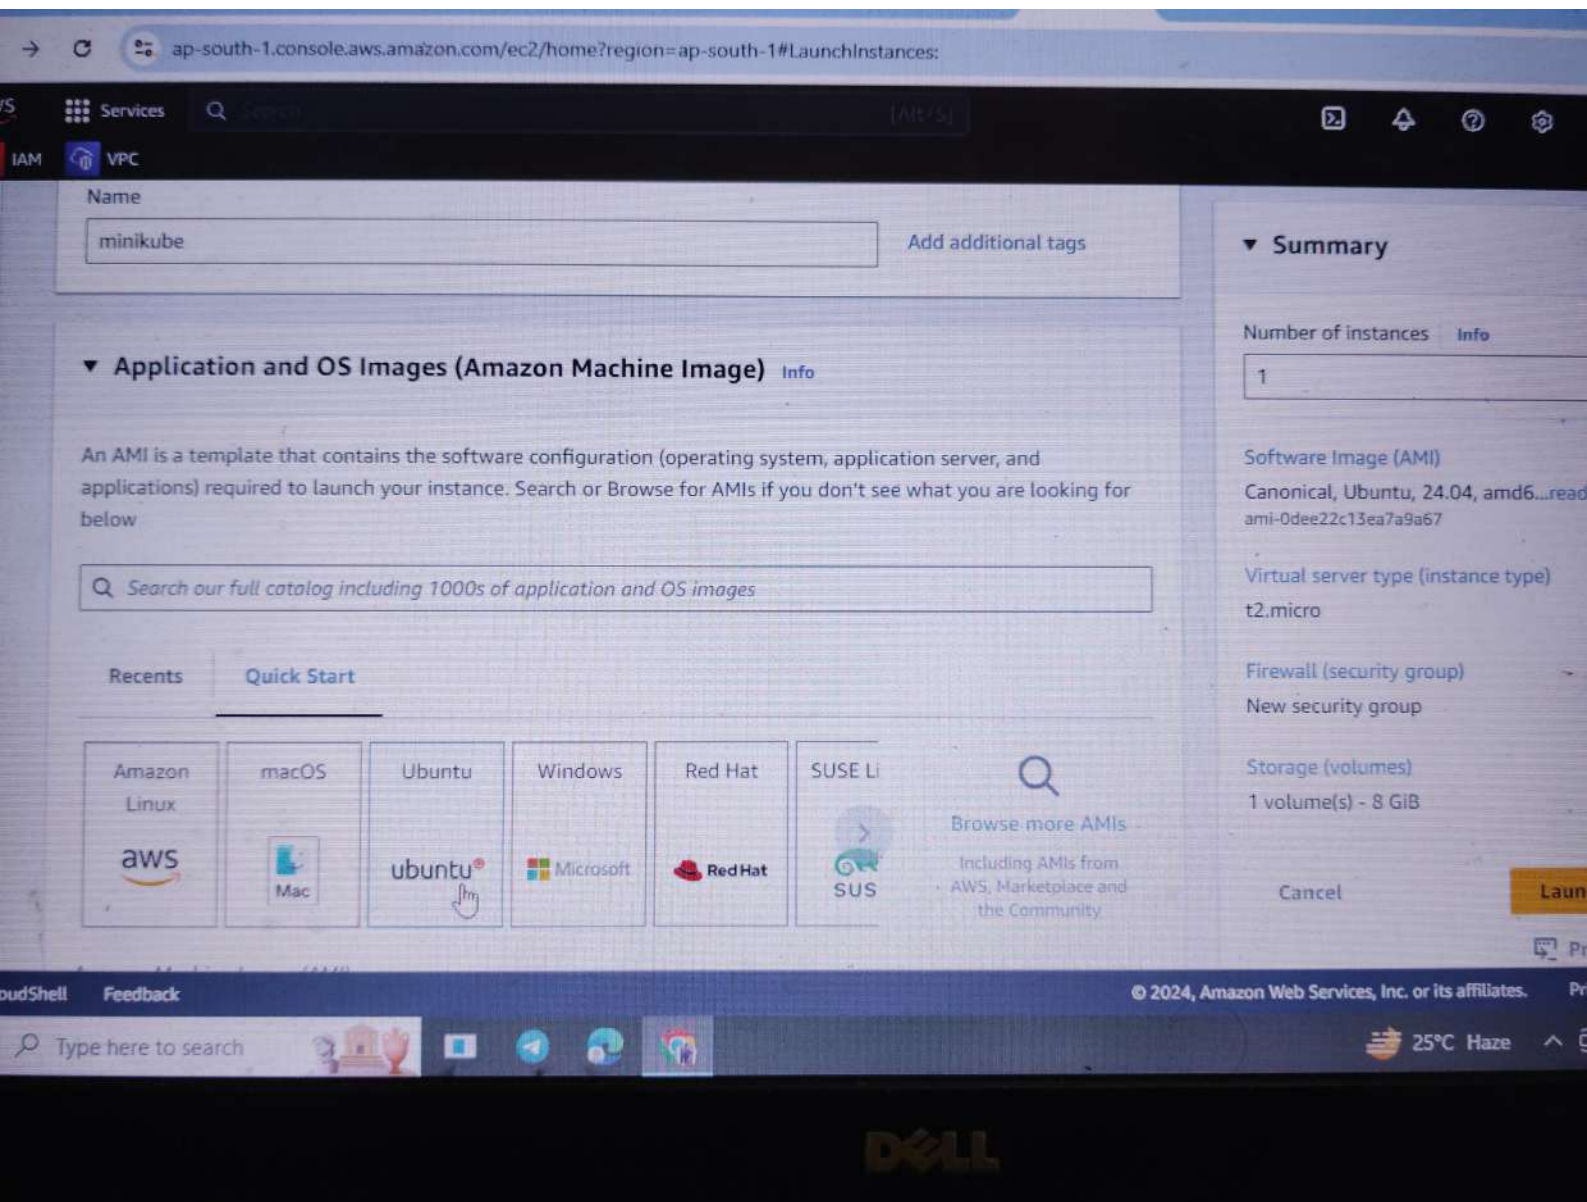 ap-south-1.console.aws.amazon.com/ec2/home?region=ap-south-1#LaunchInstances:
Services
Search
[Alt+S]
IAM
VPC
Name
minikube
Add additional tags
Application and OS Images (Amazon Machine Image) Info
An AMI is a template that contains the software configuration (operating system, application server, and
applications) required to launch your instance. Search or Browse for AMIs if you don't see what you are looking for
below
Search our full catalog including 1000s of application and OS images
Recents
Quick Start
Amazon
Linux
aws
macOS
Mac
Ubuntu
ubuntu®
Windows
Microsoft
Red Hat
RedHat
SUSE Li
SUS
Browse more AMIs
Including AMIs from
AWS, Marketplace and
the Community
Summary
Number of instances Info
1
Software Image (AMI)
Canonical, Ubuntu, 24.04, amd6...read
ami-0dee22c13ea7a9a67
Virtual server type (instance type)
t2.micro
Firewall (security group)
New security group
Storage (volumes)
1 volume(s) - 8 GiB
Cancel
Laun
Pr
oudShell
Feedback
© 2024, Amazon Web Services, Inc. or its affiliates.
Pr
Type here to search
25°C Haze
DELL